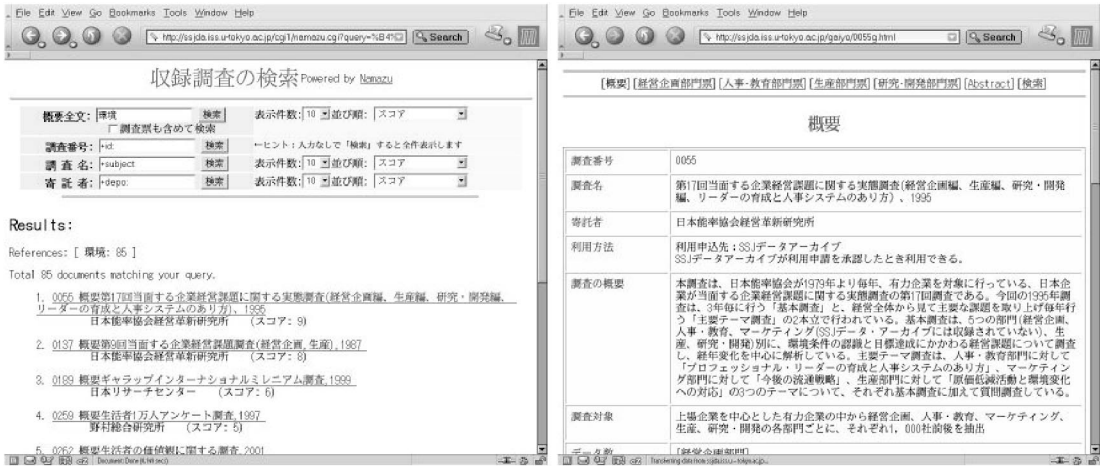 File Edit View Go Bookmarks Tools Window Help
http://ssjda.iss.u-tokyo.ac.jp/cgi1/namazu.cgi?query=%B4% Search
収録調査の検索 Powered by Namazu
概要全文: 環境 検索 表示件数: 10 並び順: スコア
調査票も含めて検索
調査番号: +id: 検索 ←ヒント:入力なしで「検索」すると全件表示します
調 査 名: +subject 検索 表示件数: 10 並び順: スコア
寄 託 者: +depo: 検索 表示件数: 10 並び順: スコア
Results:
References: [ 環境: 85 ]
Total 85 documents matching your query.
1. 0055 概要第17回当面する企業経営課題に関する実態調査(経営企画編、生産編、研究・開発編、
リーダーの育成と人事システムのあり方)、1995
日本能率協会経営革新研究所 (スコア: 9)
2. 0137 概要第9回当面する企業経営課題調査(経営企画,生産),1987
日本能率協会経営革新研究所 (スコア: 8)
3. 0189 概要ギャラップインターナショナルミレニアム調査,1999
日本リサーチセンター (スコア: 6)
4. 0259 概要生活者1万人アンケート調査,1997
野村総合研究所 (スコア: 5)
5. 0262 概要生活者の価値観に関する調査,2001
File Edit View Go Bookmarks Tools Window Help
http://ssjda.iss.u-tokyo.ac.jp/gaiyo/0055g.html Search
[概要] [経営企画部門票] [人事・教育部門票] [生産部門票] [研究・開発部門票] [Abstract] [検索]
概要
調査番号 0055
調査名 第17回当面する企業経営課題に関する実態調査(経営企画編、生産編、研究・開発
編、リーダーの育成と人事システムのあり方)、1995
寄託者 日本能率協会経営革新研究所
利用方法 利用申込先:SSJデータアーカイブ
SSJデータアーカイブが利用申請を承認したとき利用できる。
調査の概要 本調査は、日本能率協会が1979年より毎年、有力企業を対象に行っている、日本企
業が当面する企業経営課題に関する実態調査の第17回調査である。今回の1995年調
査は、3年毎に行う「基本調査」と、経営全体から見て主要な課題を取り上げ毎年行
う「主要テーマ調査」の2本立で行われている。基本調査は、5つの部門(経営企画、
人事・教育、マーケティング(SSJデータ・アーカイブには収録されていない)、生
産、研究・開発)別に、環境条件の認識と目標達成にかかわる経営課題について調査
し、経年変化を中心に解析している。主要テーマ調査は、人事・教育部門に対して
「プロフェッショナル・リーダーの育成と人事システムのあり方」、マーケティン
グ部門に対して「今後の流通戦略」、生産部門に対して「原価低減活動と環境変化
への対応」の3つのテーマについて、それぞれ基本調査に加えて質問調査している。
調査対象 上場企業を中心とした有力企業の中から経営企画、人事・教育、マーケティング、
生産、研究・開発の各部門ごとに、それぞれ1,000社前後を抽出
データ数 [経営企画部門]